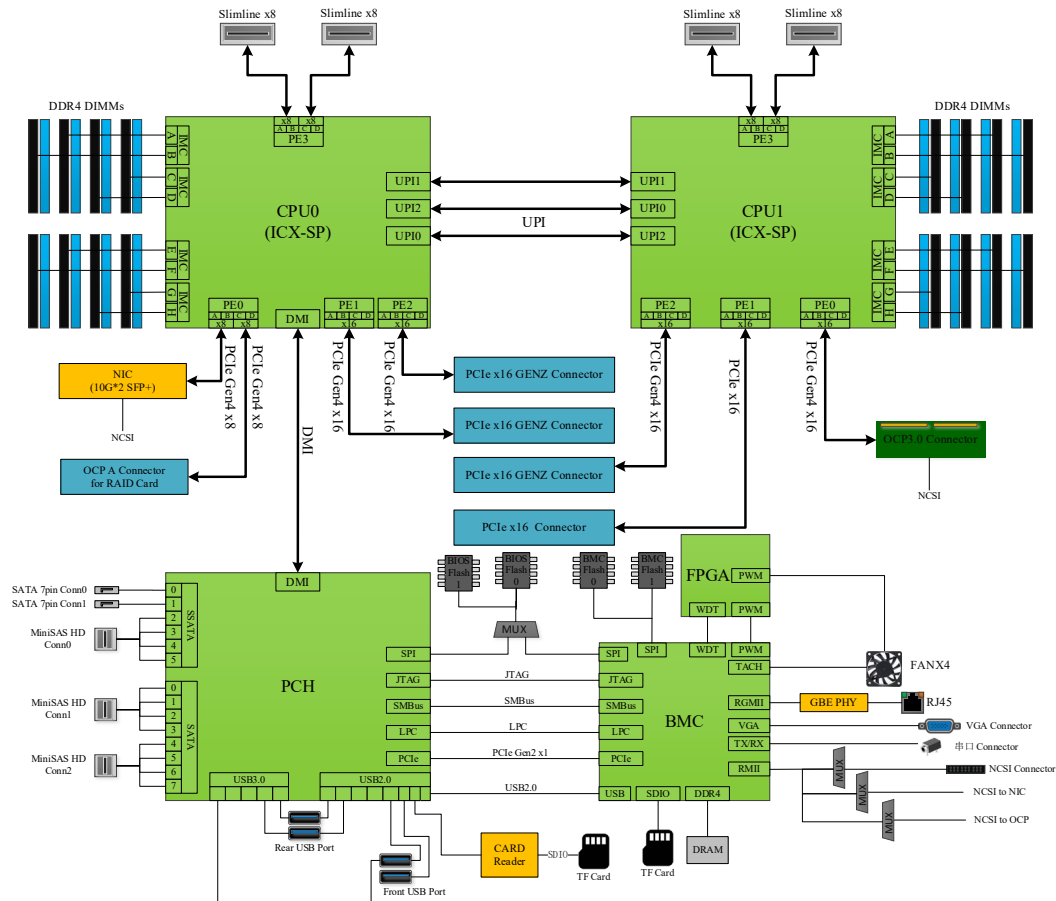 Slimline x8
Slimline x8
Slimline x8
Slimline x8
DDR4 DIMMs
DDR4 DIMMs
x8 x8
A B C D
PE3
x8 x8
A B C D
PE3
A
B
IMC
C
D
IMC
E
F
IMC
G
H
IMC
CPU0
(ICX-SP)
UPI1
UPI2
UPI0
UPI
UPI1
UPI0
UPI2
CPU1
(ICX-SP)
IMC
A
B
IMC
C
D
IMC
E
F
IMC
G
H
PE0
A B C D
x8 x8
DMI
PE1
A B C D
x16
PE2
A B C D
x16
PE2
A B C D
x16
PE1
A B C D
x16
PE0
A B C D
x16
PCIe Gen4 x8
PCIe Gen4 x8
DMI
PCIe Gen4 x16
PCIe Gen4 x16
PCIe Gen4 x16
PCIe x16
PCIe Gen4 x16
NIC
(10G*2 SFP+)
NCSI
OCP A Connector
for RAID Card
PCIe x16 GENZ Connector
PCIe x16 GENZ Connector
PCIe x16 GENZ Connector
PCIe x16 Connector
OCP3.0 Connector
NCSI
BIOS
Flash
1
BIOS
Flash
0
BMC
Flash
0
BMC
Flash
1
MUX
FPGA
PWM
WDT
PWM
SATA 7pin Conn0
SATA 7pin Conn1
MiniSAS HD
Conn0
MiniSAS HD
Conn1
MiniSAS HD
Conn2
0
1
2
3
4
5
SSATA
0
1
2
3
4
5
6
7
SATA
DMI
PCH
SPI
JTAG
SMBus
LPC
PCIe
USB3.0
USB2.0
JTAG
SMBus
LPC
PCIe Gen2 x1
USB2.0
SPI
JTAG
SMBus
LPC
PCIe
USB
SPI
WDT
PWM
TACH
BMC
RGMII
VGA
TX/RX
RMII
SDIO
DDR4
FANX4
GBE PHY
RJ45
VGA Connector
串口 Connector
NCSI Connector
NCSI to NIC
NCSI to OCP
MUX
MUX
MUX
Rear USB Port
Front USB Port
CARD
Reader
SDIO
TF Card
TF Card
DRAM